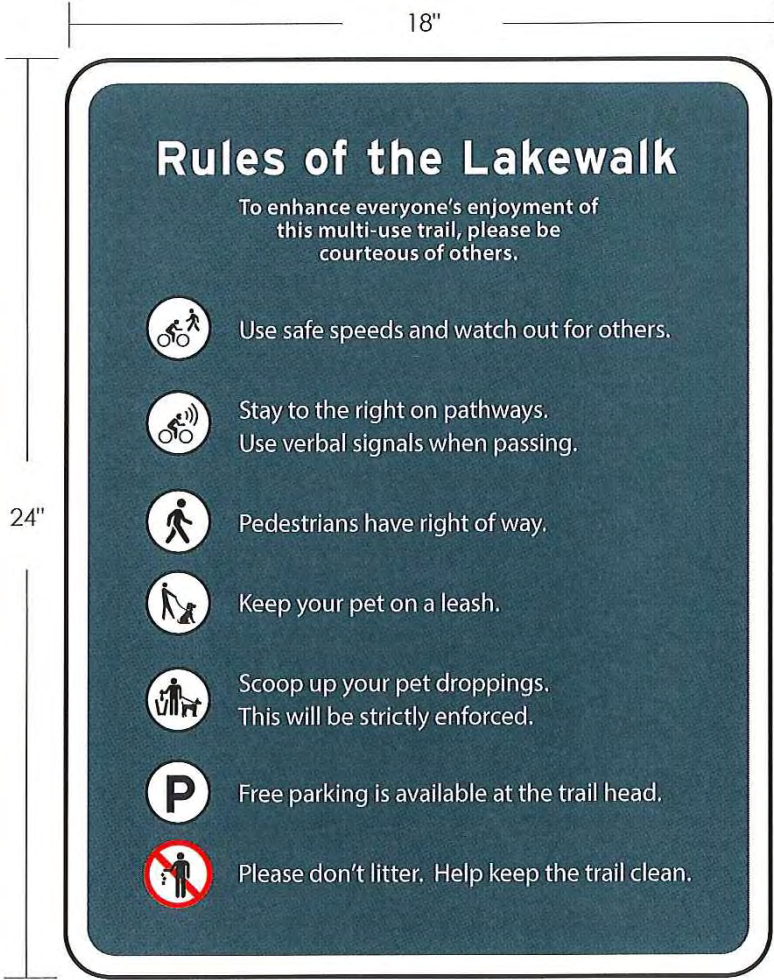 18"
Rules of the Lakewalk
To enhance everyone's enjoyment of
this multi-use trail, please be
courteous of others.
Use safe speeds and watch out for others.
Stay to the right on pathways.
Use verbal signals when passing.
24"
Pedestrians have right of way.
Keep your pet on a leash.
Scoop up your pet droppings.
This will be strictly enforced.
P
Free parking is available at the trail head.
Please don't litter. Help keep the trail clean.